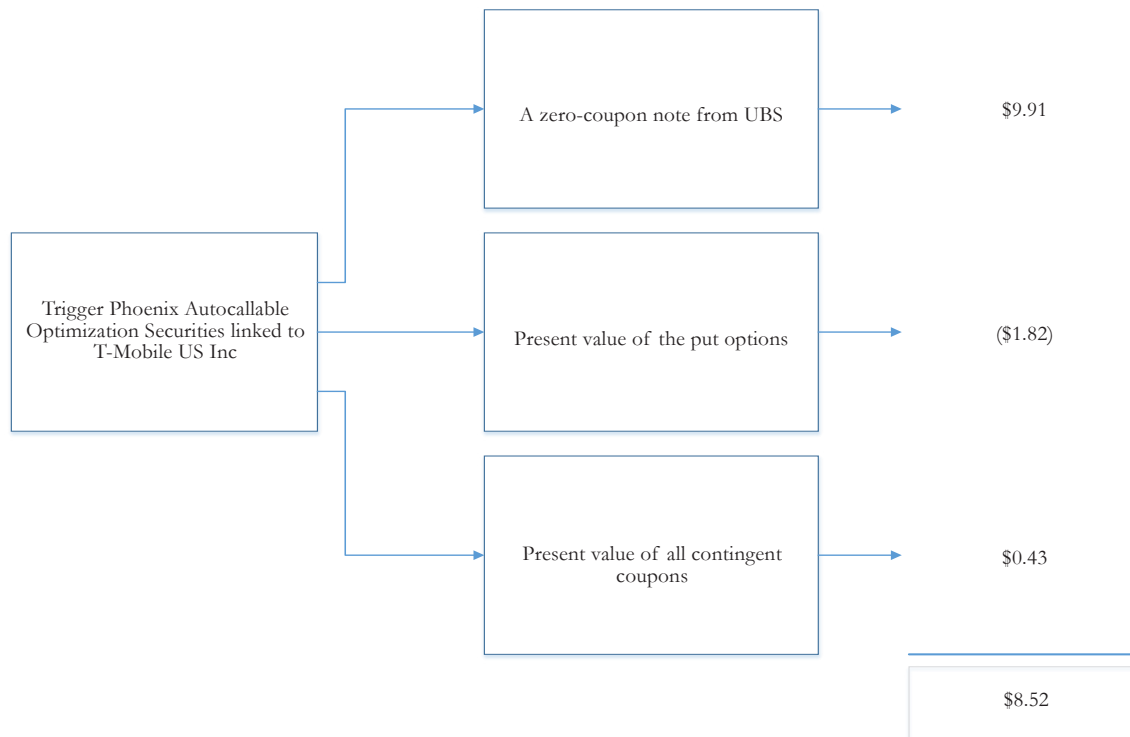 A zero-coupon note from UBS
$9.91
Trigger Phoenix Autocallable
Optimization Securities linked to
T-Mobile US Inc
Present value of the put options
($1.82)
Present value of all contingent
coupons
$0.43
$8.52